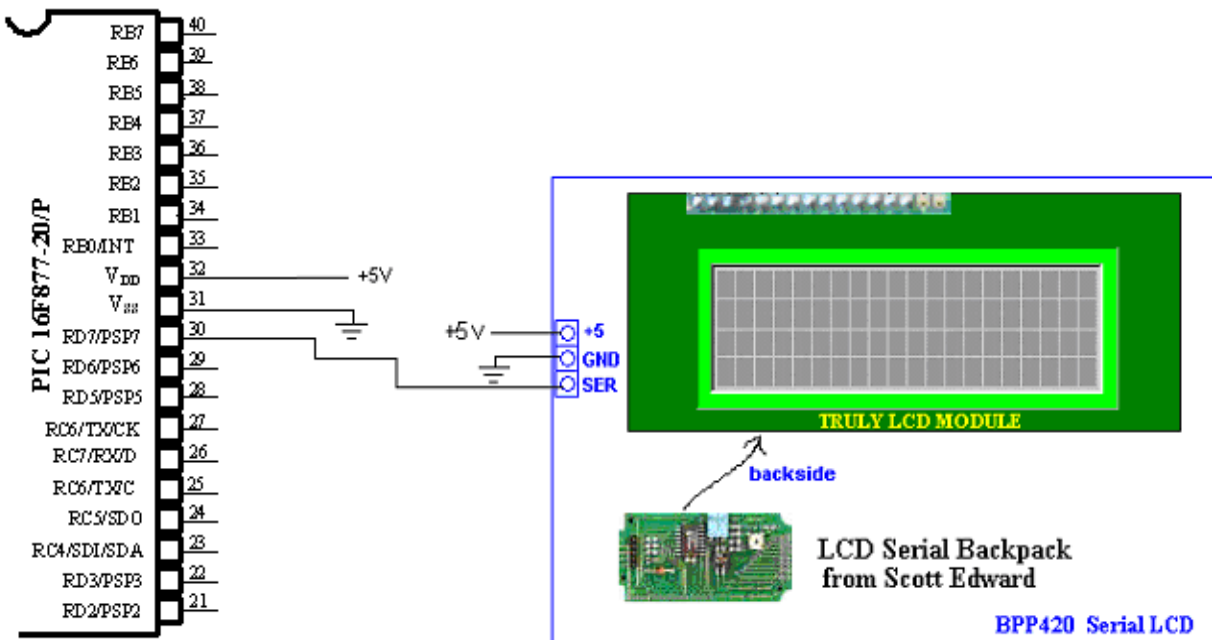 PIC 16F877-20/P
RB7 40
RB6 39
RB5 38
RB4 37
RB3 36
RB2 35
RB1 34
RB0/INT 33
VDD 32 +5V
Vss 31
RD7/PSP7 30
RD6/PSP6 29
RD5/PSP5 28
RC6/TX/CK 27
RC7/RX/D 26
RC6/TX/C 25
RC5/SDO 24
RC4/SDI/SDA 23
RD3/PSP3 22
RD2/PSP2 21
+5V +5
GND
SER
TRULY LCD MODULE
backside
LCD Serial Backpack
from Scott Edward
BPP420 Serial LCD